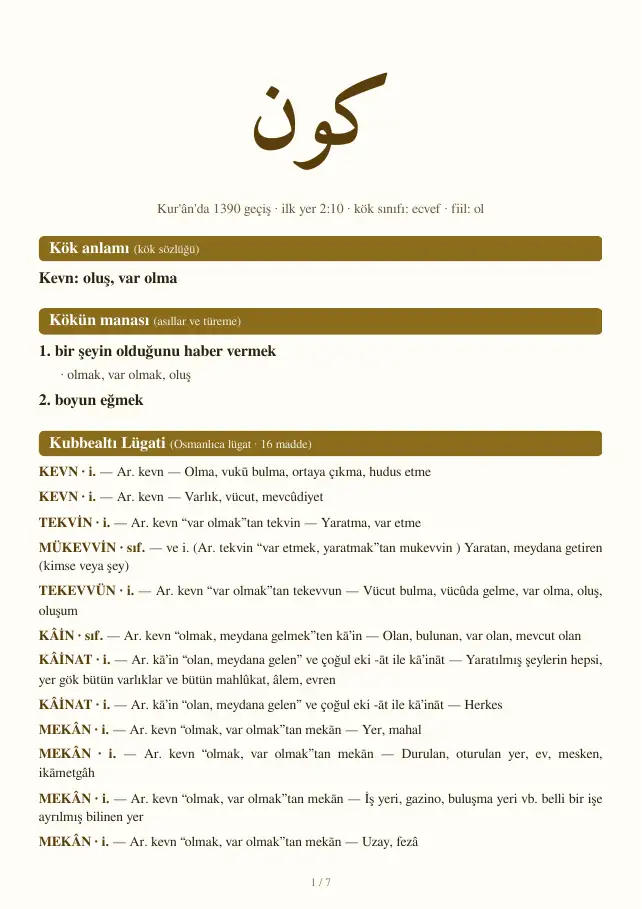 كون
Kur'ân'da 1390 geçiş · ilk yer 2:10 · kök sınıfı: ecvef · fiil: ol
Kök anlamı (kök sözlüğü)
Kevn: oluş, var olma
Kökün manası (asıllar ve türeme)
1. bir şeyin olduğunu haber vermek
· olmak, var olmak, oluş
2. boyun eğmek
Kubbealtı Lügati (Osmanlıca lügat · 16 madde)
KEVN · i. — Ar. kevn — Olma, vukū bulma, ortaya çıkma, hudus etme
KEVN · i. — Ar. kevn — Varlık, vücut, mevcûdiyet
TEKVİN · i. — Ar. kevn “var olmak”tan tekvin — Yaratma, var etme
MÜKEVVİN · sıf. — ve i. (Ar. tekvin “var etmek, yaratmak”tan mukevvin ) Yaratan, meydana getiren
(kimse veya şey)
TEKEVVÜN · i. — Ar. kevn “var olmak”tan tekevvun — Vücut bulma, vücûda gelme, var olma, oluş,
oluşum
KÂİN · sıf. — Ar. kevn “olmak, meydana gelmek”ten kā’in — Olan, bulunan, var olan, mevcut olan
KÂİNAT · i. — Ar. kā’in “olan, meydana gelen” ve çoğul eki -āt ile kā’ināt — Yaratılmış şeylerin hepsi,
yer gök bütün varlıklar ve bütün mahlûkat, âlem, evren
KÂİNAT · i. — Ar. kā’in “olan, meydana gelen” ve çoğul eki -āt ile kā’ināt — Herkes
MEKÂN · i. — Ar. kevn “olmak, var olmak”tan mekān — Yer, mahal
MEKÂN · i. — Ar. kevn “olmak, var olmak”tan mekān — Durulan, oturulan yer, ev, mesken,
ikāmetgâh
MEKÂN · i. — Ar. kevn “olmak, var olmak”tan mekān — İş yeri, gazino, buluşma yeri vb. belli bir işe
ayrılmış bilinen yer
MEKÂN · i. — Ar. kevn “olmak, var olmak”tan mekān — Uzay, fezâ
1 / 7